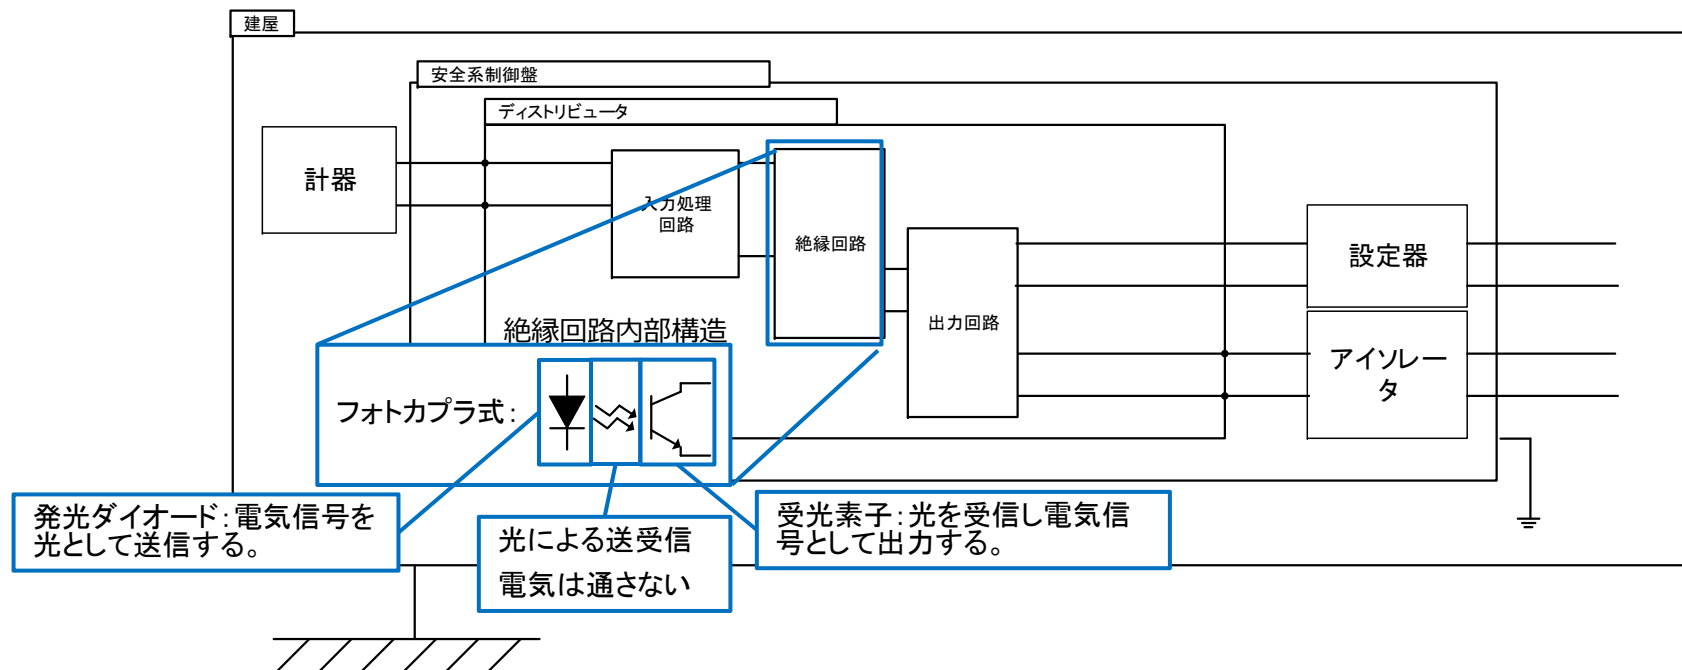 建屋
安全系制御盤
ディストリビュータ
計器
入力処理
回路
絶縁回路
設定器
出力回路
絶縁回路内部構造
アイソレー
タ
フォトカプラ式：
発光ダイオード：電気信号を
光として送信する。
光による送受信
電気は通さない
受光素子：光を受信し電気信
号として出力する。